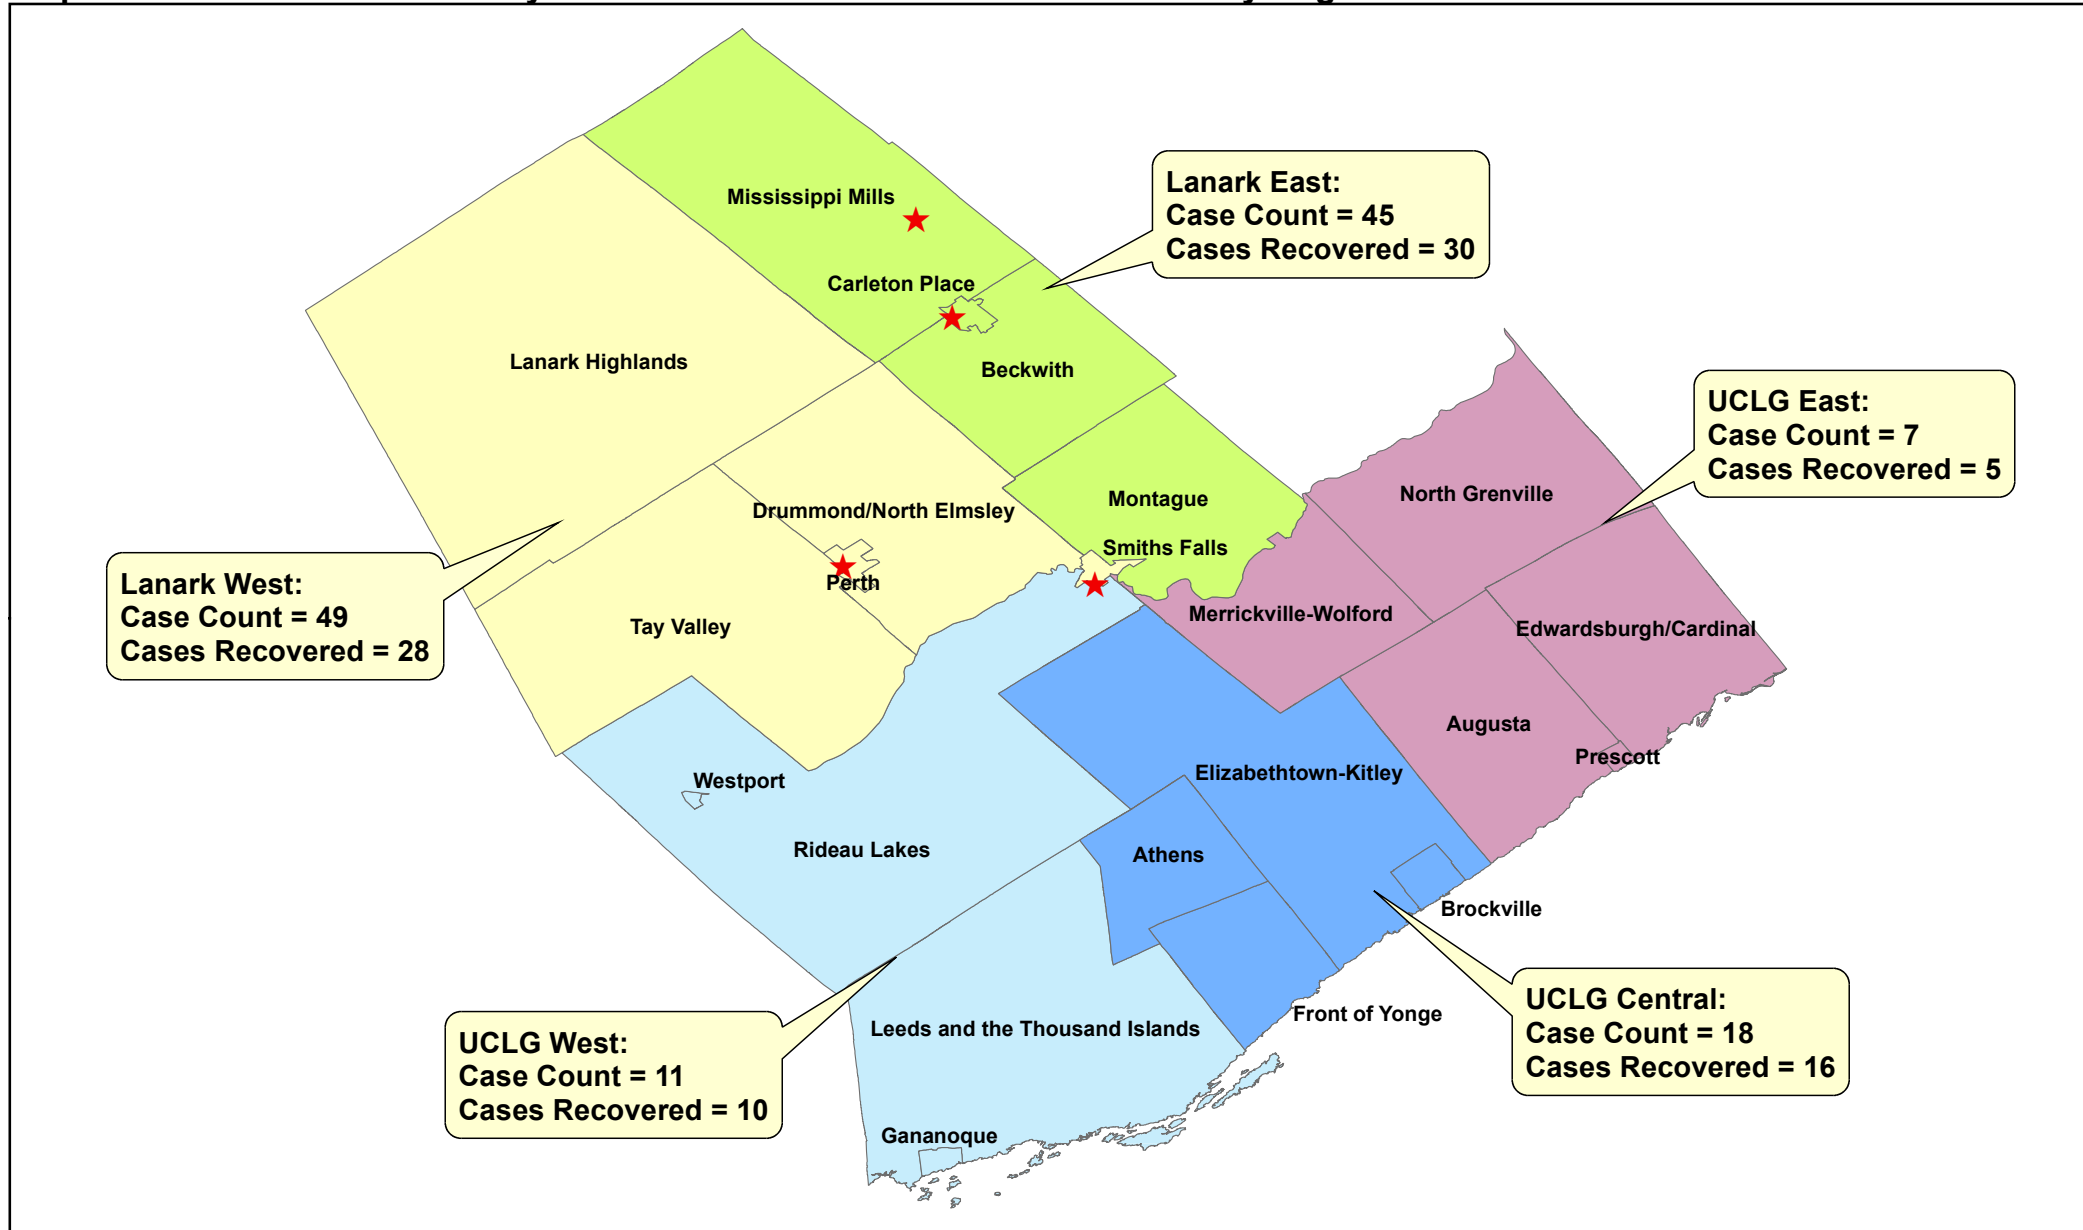 Mississippi Mills
Carleton Place
Lanark East:
Case Count = 45
Cases Recovered = 30
Lanark Highlands
Beckwith
UCLG East:
Case Count = 7
Cases Recovered = 5
North Grenville
Montague
Drummond/North Elmsley
Smiths Falls
Perth
Lanark West:
Case Count = 49
Cases Recovered = 28
Tay Valley
Merrickville-Wolford
Edwardsburgh/Cardinal
Augusta
Prescott
Westport
Elizabethtown-Kitley
Rideau Lakes
Athens
Brockville
UCLG Central:
Case Count = 18
Cases Recovered = 16
Front of Yonge
Leeds and the Thousand Islands
UCLG West:
Case Count = 11
Cases Recovered = 10
Gananoque